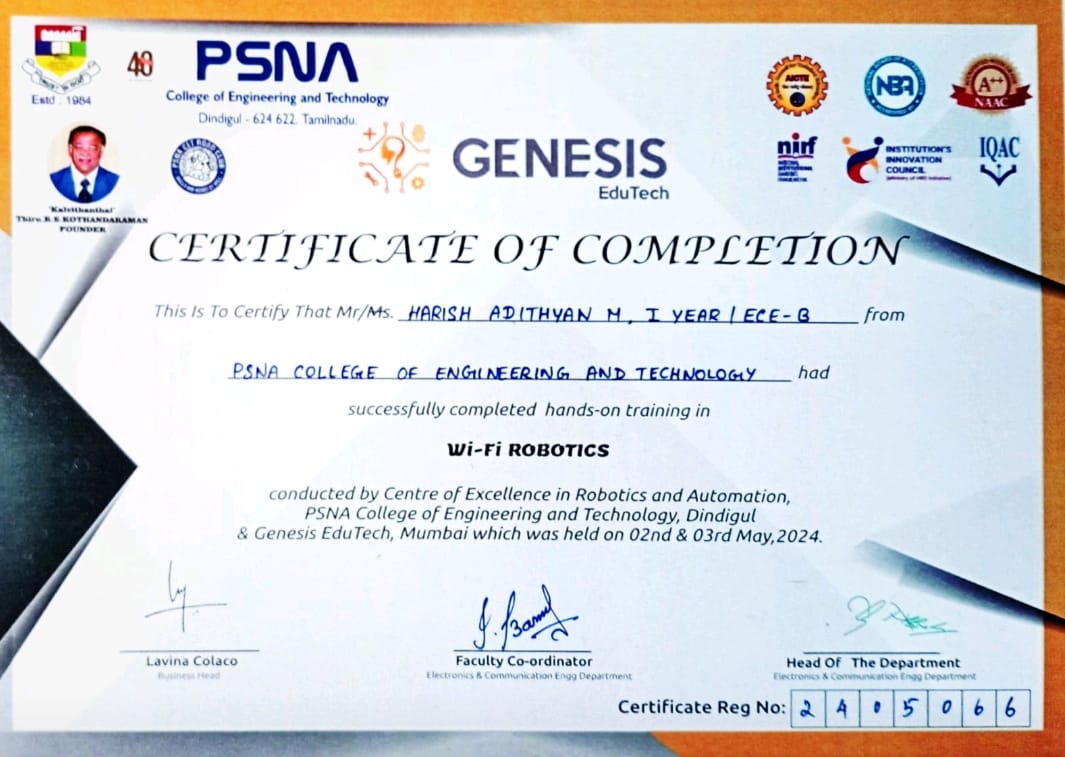 PSNA
College of Engineering and Technology
Dindigul - 624 622, Tamilnadu.
Estd : 1984
40
AICTE
NBA
A++
NAAC
nirf
INSTITUTION'S
INNOVATION
COUNCIL
(Ministry of HRD Initiative)
IQAC
'Kalvithanthai'
Thiru.R.S.KOTHANDARAMAN
FOUNDER
GENESIS
EduTech
CERTIFICATE OF COMPLETION
This Is To Certify That Mr/Ms. HARISH ADITHYAN M, I YEAR / ECE-B from
PSNA COLLEGE OF ENGINEERING AND TECHNOLOGY had
successfully completed hands-on training in
Wi-Fi ROBOTICS
conducted by Centre of Excellence in Robotics and Automation,
PSNA College of Engineering and Technology, Dindigul
& Genesis EduTech, Mumbai which was held on 02nd & 03rd May,2024.
Lavina Colaco
Business Head
Faculty Co-ordinator
Electronics & Communication Engg Department
Head Of The Department
Electronics & Communication Engg Department
Certificate Reg No: 2 4 0 5 0 6 6